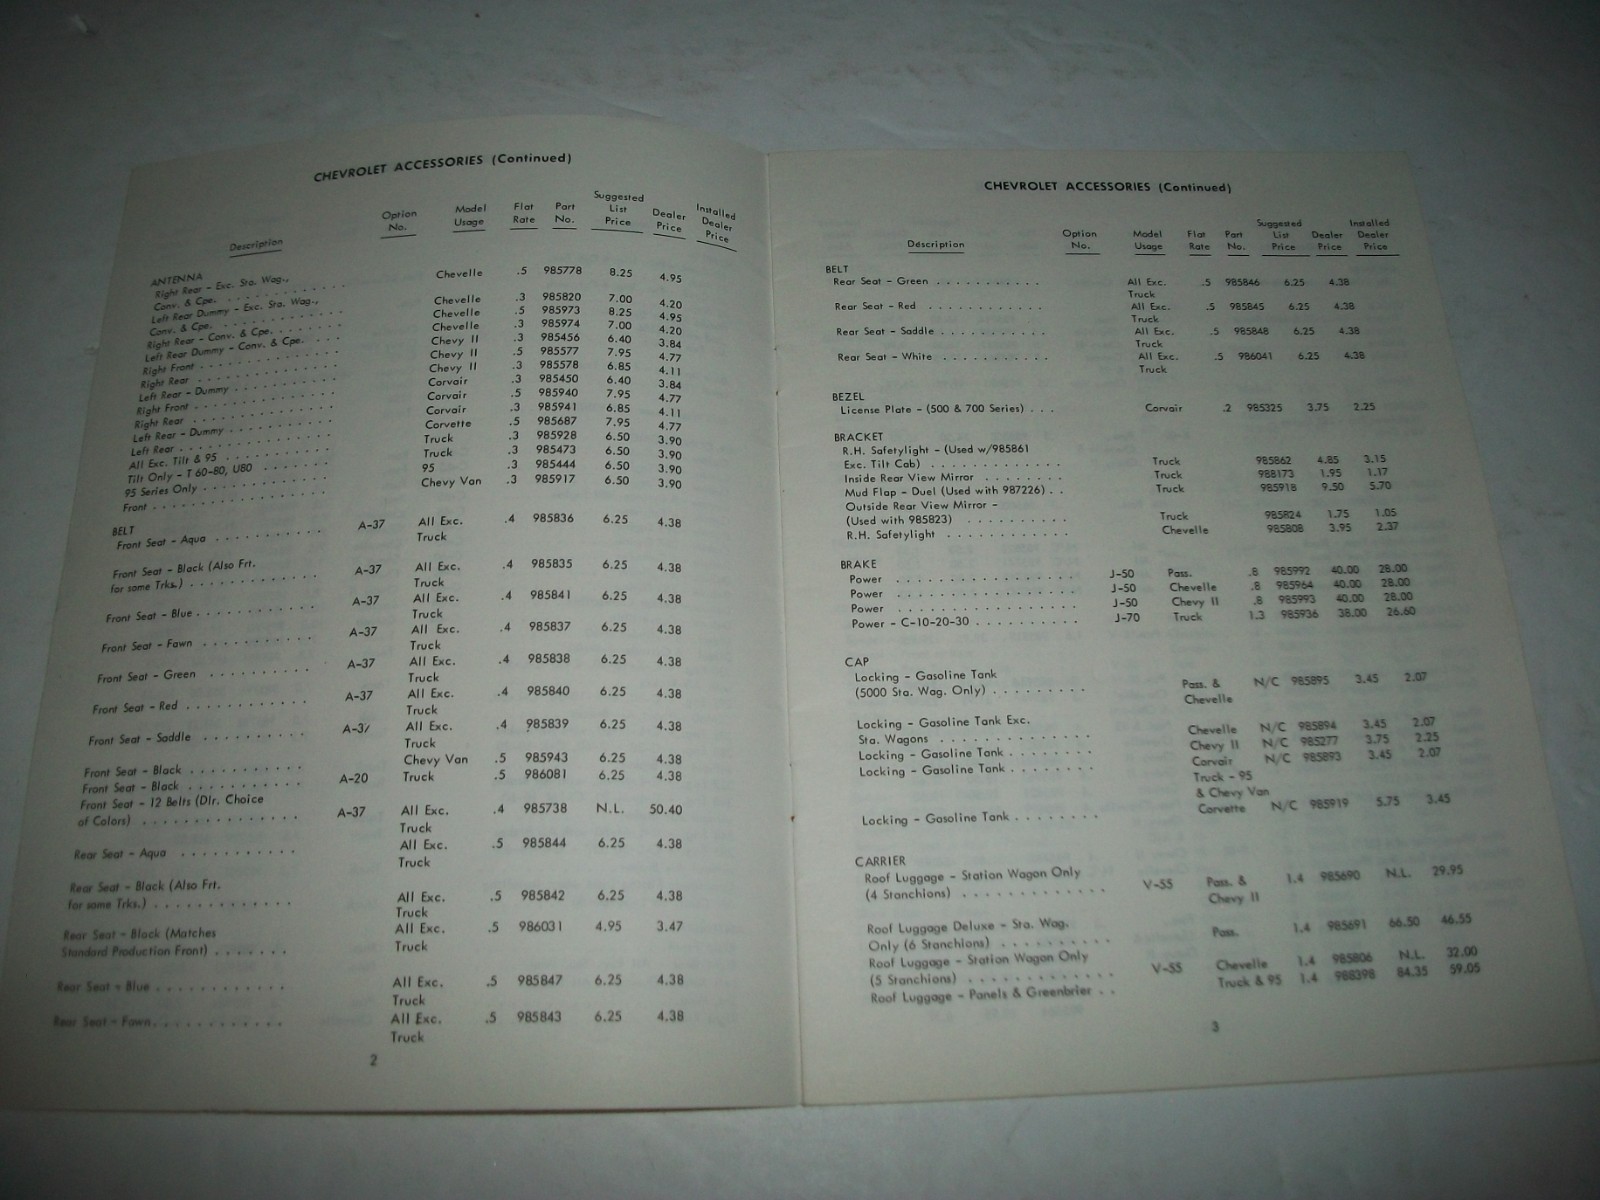 CHEVROLET ACCESSORIES (Continued)
Description Option No. Model Usage Flat Rate Part No. Suggested List Price Dealer Price Installed Dealer Price
ANTENNA
Right Rear - Exc. Sta. Wag.,
Conv. & Cpe. . . . . . . . . . . Chevelle .5 985778 8.25 4.95
Left Rear Dummy - Exc. Sta. Wag.,
Conv. & Cpe. . . . . . . . . . . Chevelle .3 985820 7.00 4.20
Right Rear - Conv. & Cpe. . . . . . . . Chevelle .5 985973 8.25 4.95
Left Rear Dummy - Conv. & Cpe. . . . Chevelle .3 985974 7.00 4.20
Right Front . . . . . . . . . . . Chevy II .3 985456 6.40 3.84
Right Rear . . . . . . . . . . . Chevy II .5 985577 7.95 4.77
Left Rear - Dummy . . . . . . . . . Chevy II .3 985578 6.85 4.11
Right Front . . . . . . . . . . . Corvair .3 985450 6.40 3.84
Right Rear . . . . . . . . . . . Corvair .5 985940 7.95 4.77
Left Rear - Dummy . . . . . . . . . Corvair .3 985941 6.85 4.11
Left Rear . . . . . . . . . . . Corvette .5 985687 7.95 4.77
All Exc. Tilt & 95 . . . . . . . . Truck .3 985928 6.50 3.90
Tilt Only - T 60-80, U80 . . . . . . Truck .3 985473 6.50 3.90
95 Series Only . . . . . . . . . . 95 .3 985444 6.50 3.90
Front . . . . . . . . . . . . . Chevy Van .3 985917 6.50 3.90
BELT
Front Seat - Aqua . . . . . . . . . . A-37 All Exc. .4 985836 6.25 4.38
Truck
Front Seat - Black (Also Frt.
for some Trks.) . . . . . . . . . . A-37 All Exc. .4 985835 6.25 4.38
Truck
Front Seat - Blue . . . . . . . . . . A-37 All Exc. .4 985841 6.25 4.38
Truck
Front Seat - Fawn . . . . . . . . . . A-37 All Exc. .4 985837 6.25 4.38
Truck
Front Seat - Green . . . . . . . . . A-37 All Exc. .4 985838 6.25 4.38
Truck
Front Seat - Red . . . . . . . . . . A-37 All Exc. .4 985840 6.25 4.38
Truck
Front Seat - Saddle . . . . . . . . . A-37 All Exc. .4 985839 6.25 4.38
Truck
Front Seat - Black . . . . . . . . . . Chevy Van .5 985943 6.25 4.38
Front Seat - Black . . . . . . . . . . A-20 Truck .5 986081 6.25 4.38
Front Seat - 12 Belts (Dlr. Choice
of Colors) . . . . . . . . . . . . . A-37 All Exc. .4 985738 N.L. 50.40
Truck
Rear Seat - Aqua . . . . . . . . . . . All Exc. .5 985844 6.25 4.38
Truck
Rear Seat - Black (Also Frt.
for some Trks.) . . . . . . . . . . . . All Exc. .5 985842 6.25 4.38
Truck
Rear Seat - Black (Matches
Standard Production Front) . . . . . . . All Exc. .5 986031 4.95 3.47
Truck
Rear Seat - Blue . . . . . . . . . . . All Exc. .5 985847 6.25 4.38
Truck
Rear Seat - Fawn . . . . . . . . . . . All Exc. .5 985843 6.25 4.38
Truck
2
CHEVROLET ACCESSORIES (Continued)
Description Option No. Model Usage Flat Rate Part No. Suggested List Price Dealer Price Installed Dealer Price
BELT
Rear Seat - Green . . . . . . . . . . . All Exc. .5 985846 6.25 4.38
Truck
Rear Seat - Red . . . . . . . . . . . . All Exc. .5 985845 6.25 4.38
Truck
Rear Seat - Saddle . . . . . . . . . . . All Exc. .5 985848 6.25 4.38
Truck
Rear Seat - White . . . . . . . . . . . All Exc. .5 986041 6.25 4.38
Truck
BEZEL
License Plate - (500 & 700 Series) . . . Corvair .2 985325 3.75 2.25
BRACKET
R.H. Safetylight - (Used w/985861
Exc. Tilt Cab) . . . . . . . . . . . . . Truck 985862 4.85 3.15
Inside Rear View Mirror . . . . . . . . Truck 988173 1.95 1.17
Mud Flap - Duel (Used with 987226) . . Truck 985918 9.50 5.70
Outside Rear View Mirror -
(Used with 985823) . . . . . . . . . . Truck 985824 1.75 1.05
R.H. Safetylight . . . . . . . . . . . . Chevelle 985808 3.95 2.37
BRAKE
Power . . . . . . . . . . . . . . . . J-50 Pass. .8 985992 40.00 28.00
Power . . . . . . . . . . . . . . . . J-50 Chevelle .8 985964 40.00 28.00
Power . . . . . . . . . . . . . . . . J-50 Chevy II .8 985993 40.00 28.00
Power - C-10-20-30 . . . . . . . . . . J-70 Truck 1.3 985936 38.00 26.60
CAP
Locking - Gasoline Tank
(5000 Sta. Wag. Only) . . . . . . . . . Pass. & N/C 985895 3.45 2.07
Chevelle
Locking - Gasoline Tank Exc.
Sta. Wagons . . . . . . . . . . . . . Chevelle N/C 985894 3.45 2.07
Locking - Gasoline Tank . . . . . . . . Chevy II N/C 985277 3.75 2.25
Locking - Gasoline Tank . . . . . . . . Corvair N/C 985893 3.45 2.07
Truck - 95
& Chevy Van
Locking - Gasoline Tank . . . . . . . . Corvette N/C 985919 5.75 3.45
CARRIER
Roof Luggage - Station Wagon Only
(4 Stanchions) . . . . . . . . . . . . . V-55 Pass. & 1.4 985690 N.L. 29.95
Chevy II
Roof Luggage Deluxe - Sta. Wag.
Only (6 Stanchions) . . . . . . . . . . Pass. 1.4 985691 66.50 46.55
Roof Luggage - Station Wagon Only
(5 Stanchions) . . . . . . . . . . . . V-55 Chevelle 1.4 985806 N.L. 32.00
Roof Luggage - Panels & Greenbrier . . Truck & 95 1.4 988398 84.35 59.05
3